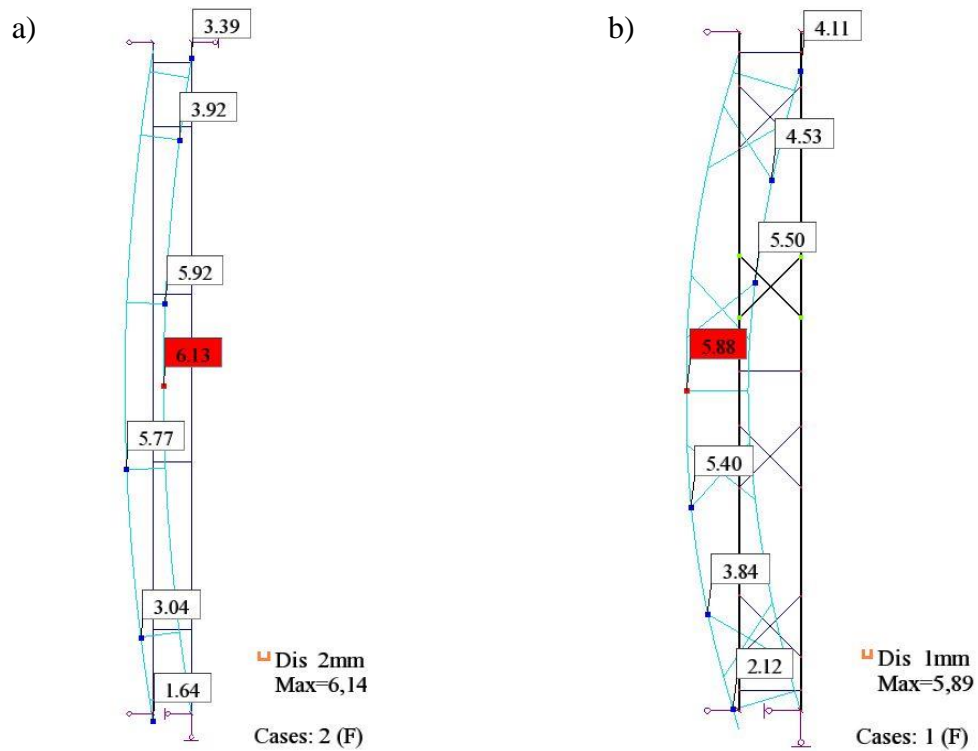 a)
3.39
3.92
5.92
6.13
5.77
3.04
1.64
Dis 2mm
Max=6,14
Cases: 2 (F)
b)
4.11
4.53
5.50
5.88
5.40
3.84
2.12
Dis 1mm
Max=5,89
Cases: 1 (F)